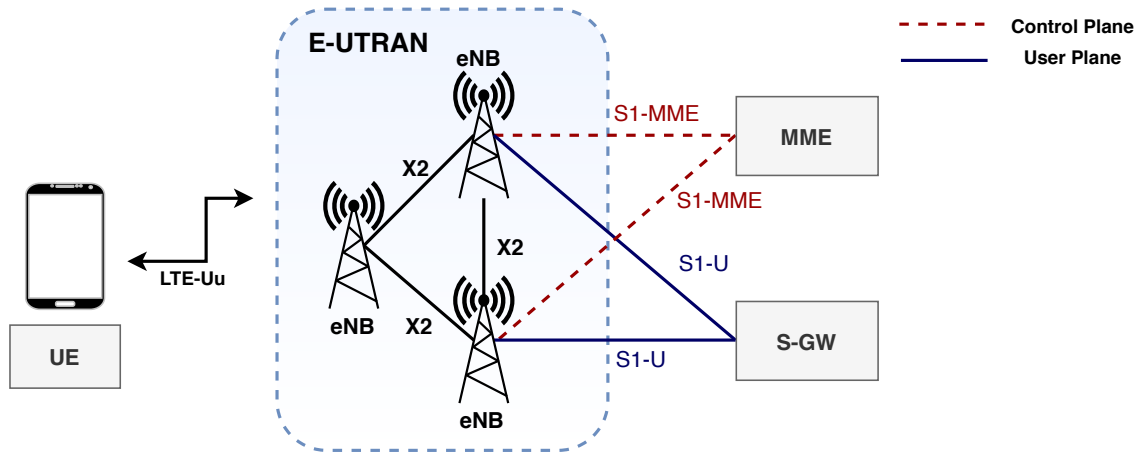 E-UTRAN
eNB
Control Plane
User Plane
S1-MME
MME
X2
S1-MME
LTE-Uu
X2
S1-U
eNB
X2
UE
S1-U
S-GW
eNB